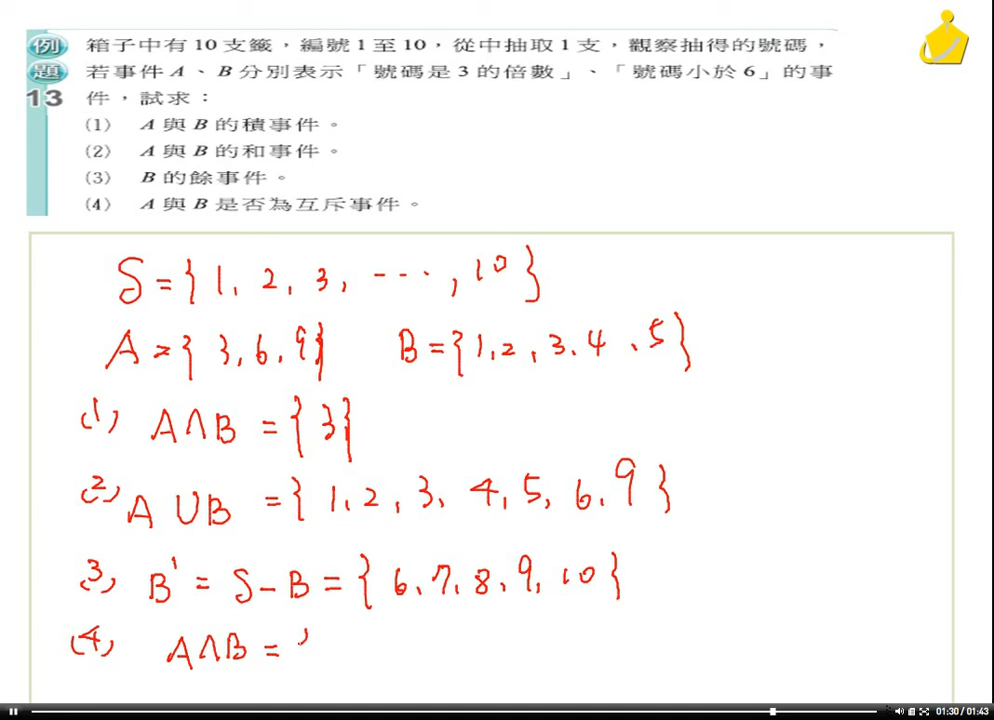 例題13 箱子中有10支籤，編號1至10，從中抽取1支，觀察抽得的號碼，
若事件A、B分別表示「號碼是3的倍數」、「號碼小於6」的事
件，試求：
(1) A與B的積事件。
(2) A與B的和事件。
(3) B的餘事件。
(4) A與B是否為互斥事件。
S={1, 2, 3, ..., 10}
A={3, 6, 9} B={1, 2, 3, 4, 5}
(1) A∩B={3}
(2) A∪B={1, 2, 3, 4, 5, 6, 9}
(3) B'=S-B={6, 7, 8, 9, 10}
(4) A∩B=
01:30 / 01:43